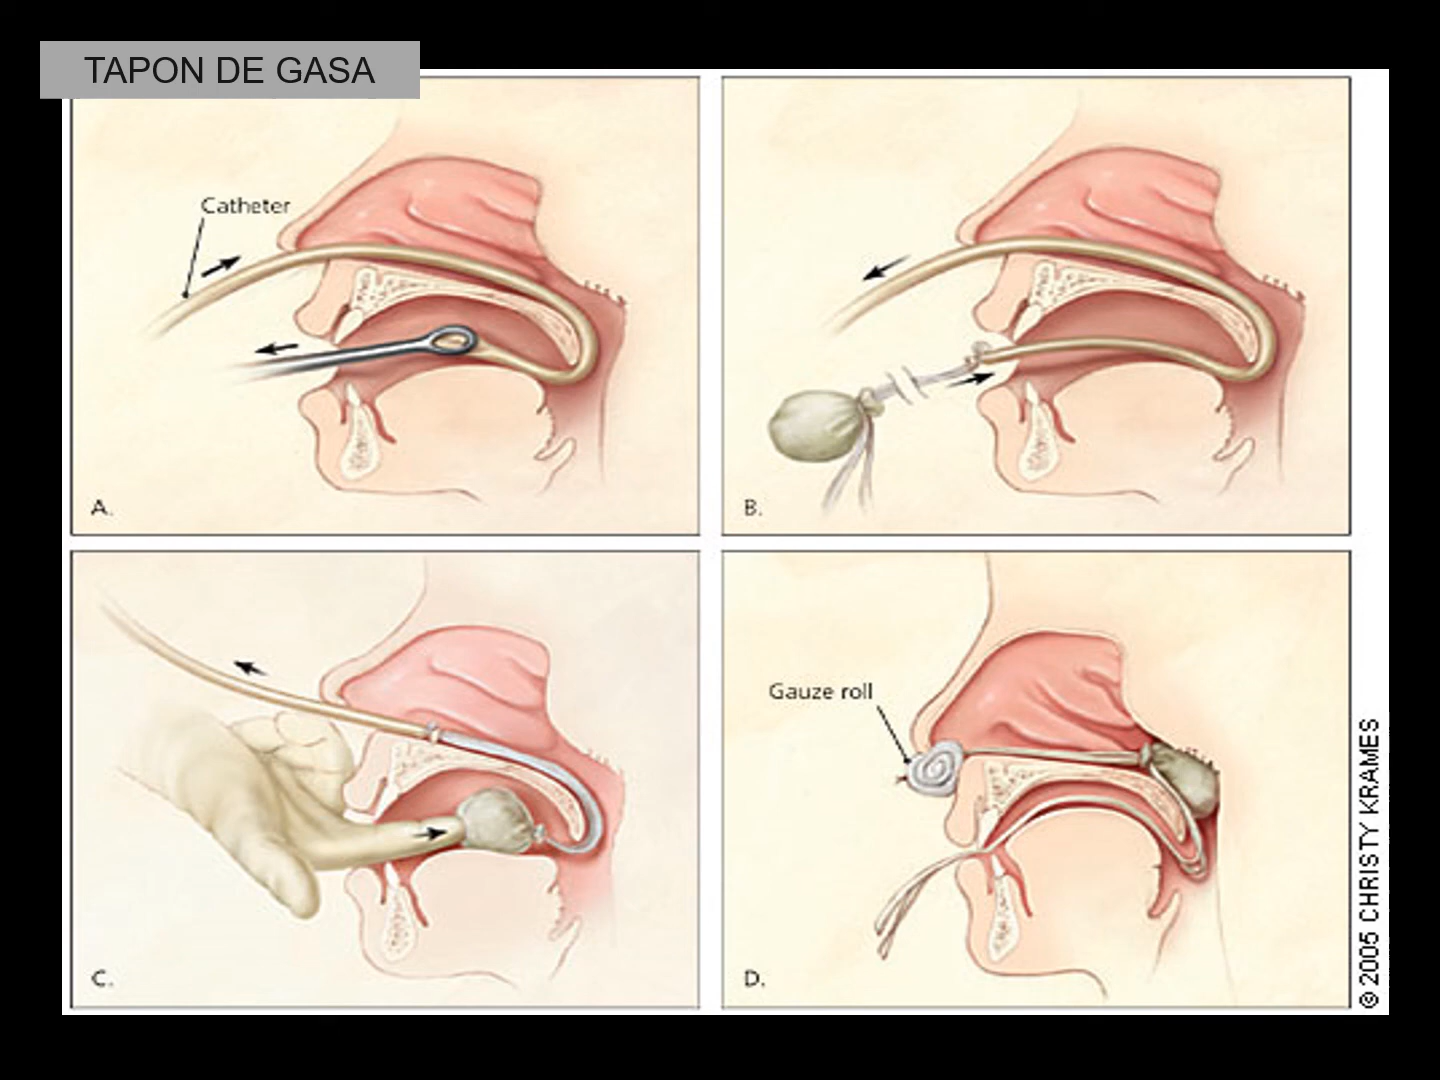 TAPON DE GASA
Catheter
A.
B.
C.
Gauze roll
D.
© 2005 CHRISTY KRAMES